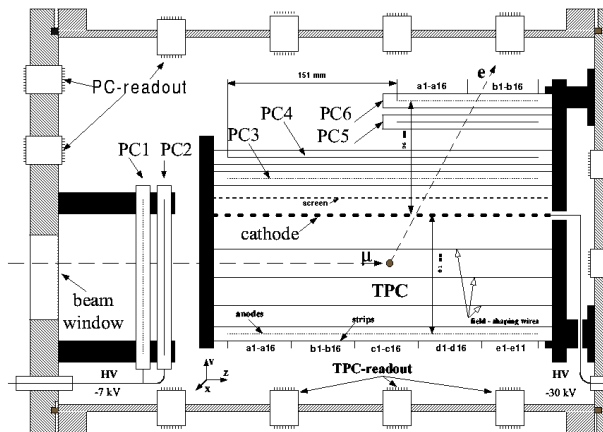 151 mm
e
a1-a16
b1-b16
PC-readout
PC6
PC4
PC5
PC1
PC2
PC3
screen
cathode
μ
TPC
beam
window
anodes
strips
field - shaping wires
a1-a16
b1-b16
c1-c16
d1-d16
e1-e11
HV
-7 kV
v
z
x
TPC-readout
HV
-30 kV